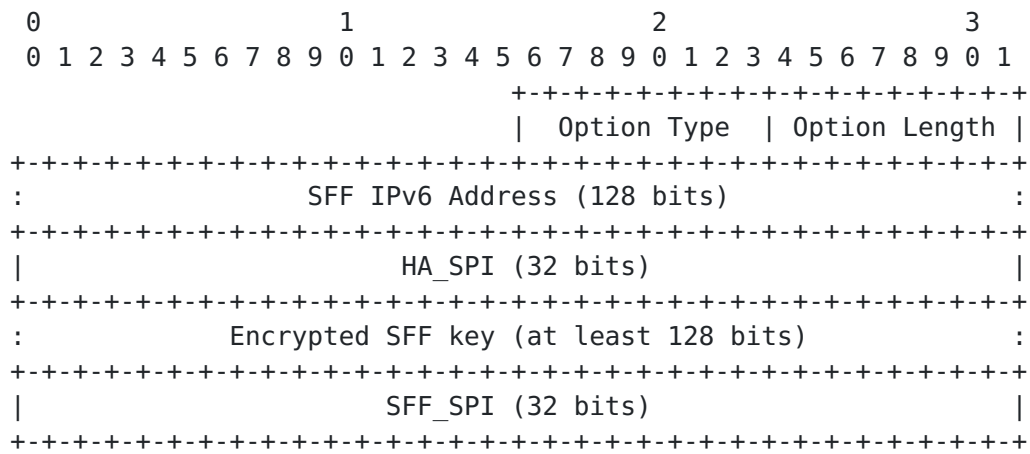 0                   1                   2                   3
 0 1 2 3 4 5 6 7 8 9 0 1 2 3 4 5 6 7 8 9 0 1 2 3 4 5 6 7 8 9 0 1
                                +-+-+-+-+-+-+-+-+-+-+-+-+-+-+-+-+
                                |  Option Type  | Option Length |
+-+-+-+-+-+-+-+-+-+-+-+-+-+-+-+-+-+-+-+-+-+-+-+-+-+-+-+-+-+-+-+-+
:                  SFF IPv6 Address (128 bits)                  :
+-+-+-+-+-+-+-+-+-+-+-+-+-+-+-+-+-+-+-+-+-+-+-+-+-+-+-+-+-+-+-+-+
|                        HA_SPI (32 bits)                       |
+-+-+-+-+-+-+-+-+-+-+-+-+-+-+-+-+-+-+-+-+-+-+-+-+-+-+-+-+-+-+-+-+
:             Encrypted SFF key (at least 128 bits)             :
+-+-+-+-+-+-+-+-+-+-+-+-+-+-+-+-+-+-+-+-+-+-+-+-+-+-+-+-+-+-+-+-+
|                       SFF_SPI (32 bits)                       |
+-+-+-+-+-+-+-+-+-+-+-+-+-+-+-+-+-+-+-+-+-+-+-+-+-+-+-+-+-+-+-+-+